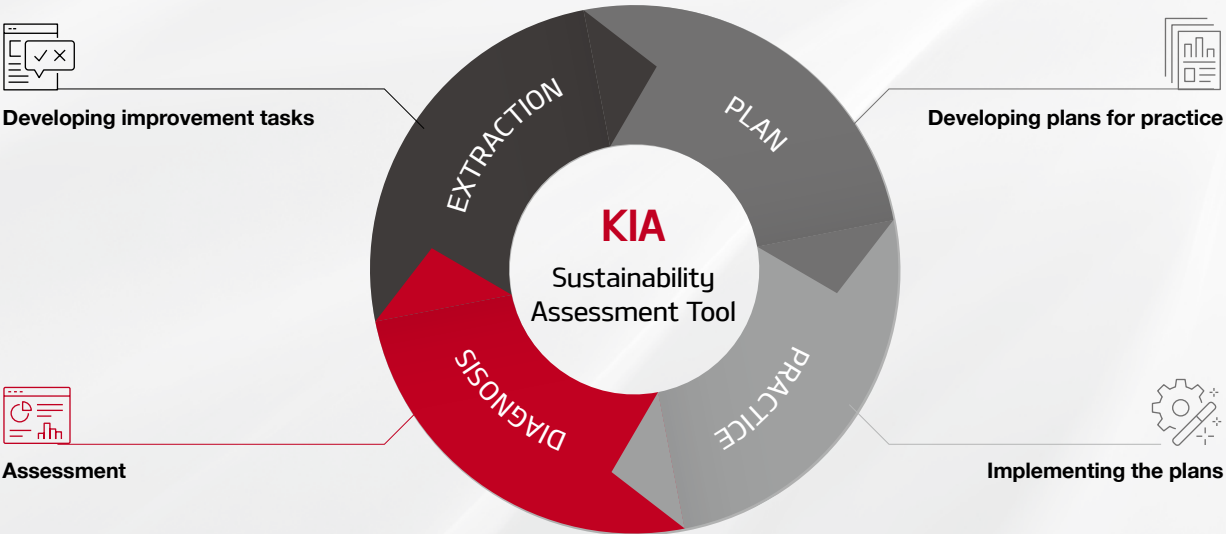 Developing improvement tasks
EXTRACTION
PLAN
Developing plans for practice
KIA
Sustainability
Assessment Tool
Assessment
DIAGNOSIS
PRACTICE
Implementing the plans